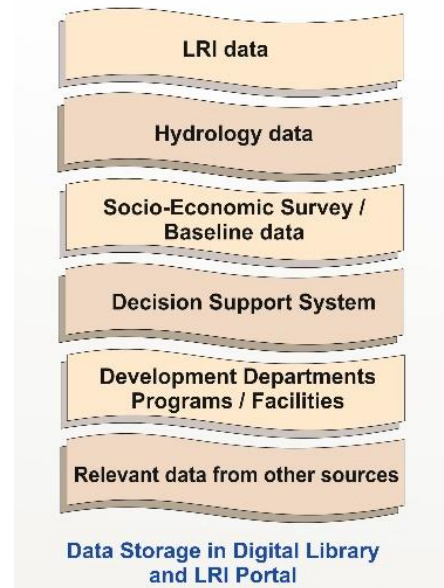 LRI data
Hydrology data
Socio-Economic Survey /
Baseline data
Decision Support System
Development Departments
Programs / Facilities
Relevant data from other sources
Data Storage in Digital Library
and LRI Portal